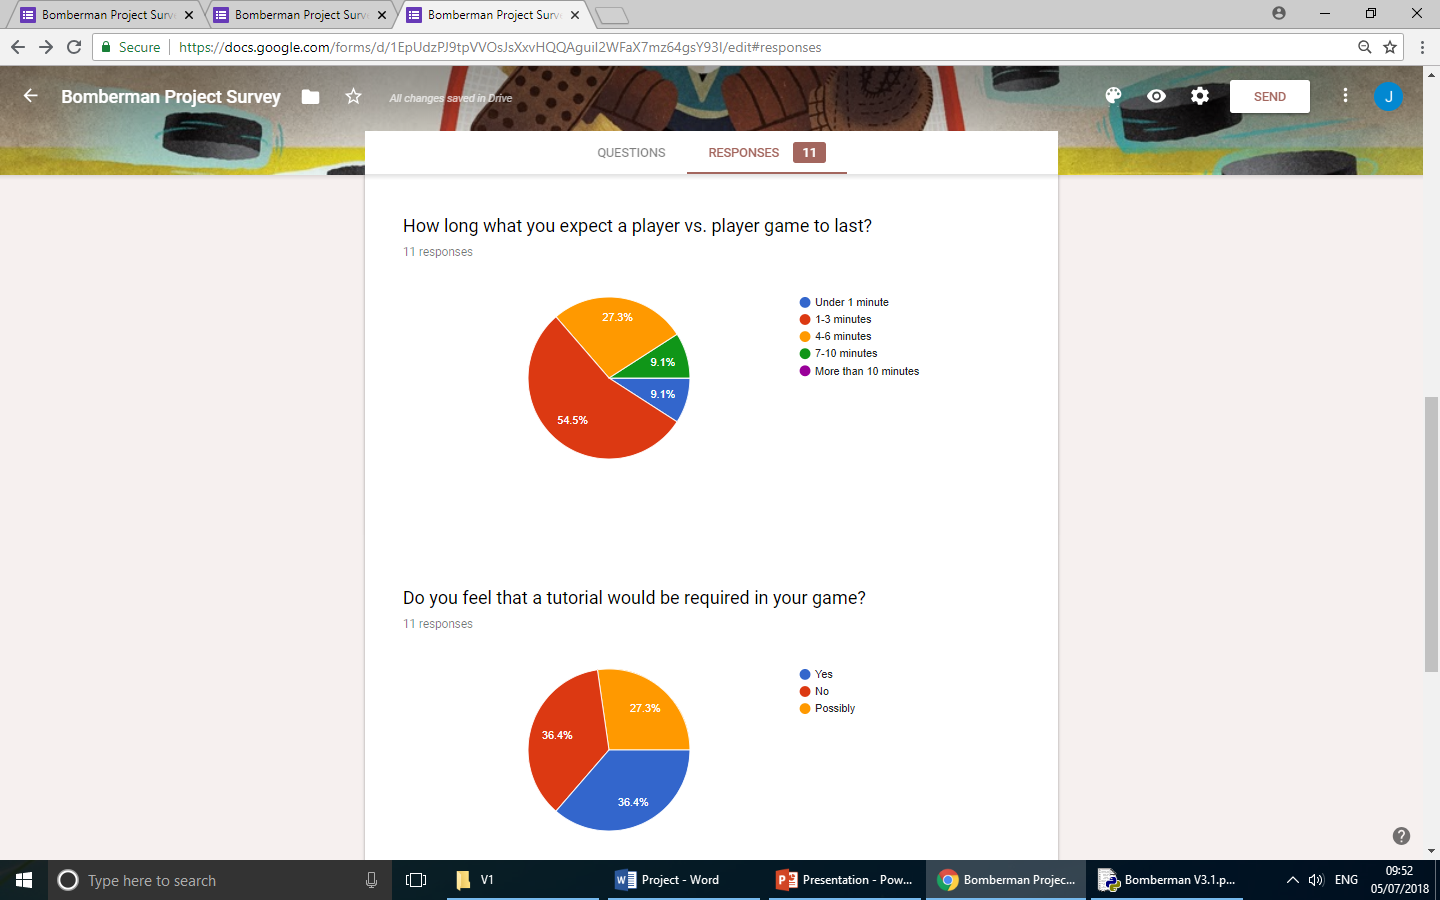 Bomberman Project Surv
Bomberman Project Surv
Bomberman Project Surv
Secure
https://docs.google.com/forms/d/1EpUdzPJ9tpVVOsJsXxvHQQAguil2WFaX7mz64gsY93I/edit#responses
Bomberman Project Survey
All changes saved in Drive
SEND
J
QUESTIONS
RESPONSES 11
How long what you expect a player vs. player game to last?
11 responses
27.3%
9.1%
9.1%
54.5%
Under 1 minute
1-3 minutes
4-6 minutes
7-10 minutes
More than 10 minutes
Do you feel that a tutorial would be required in your game?
11 responses
27.3%
36.4%
36.4%
Yes
No
Possibly
Type here to search
V1
Project - Word
Presentation - Pow...
Bomberman Projec...
Bomberman V3.1.p...
ENG
09:52
05/07/2018